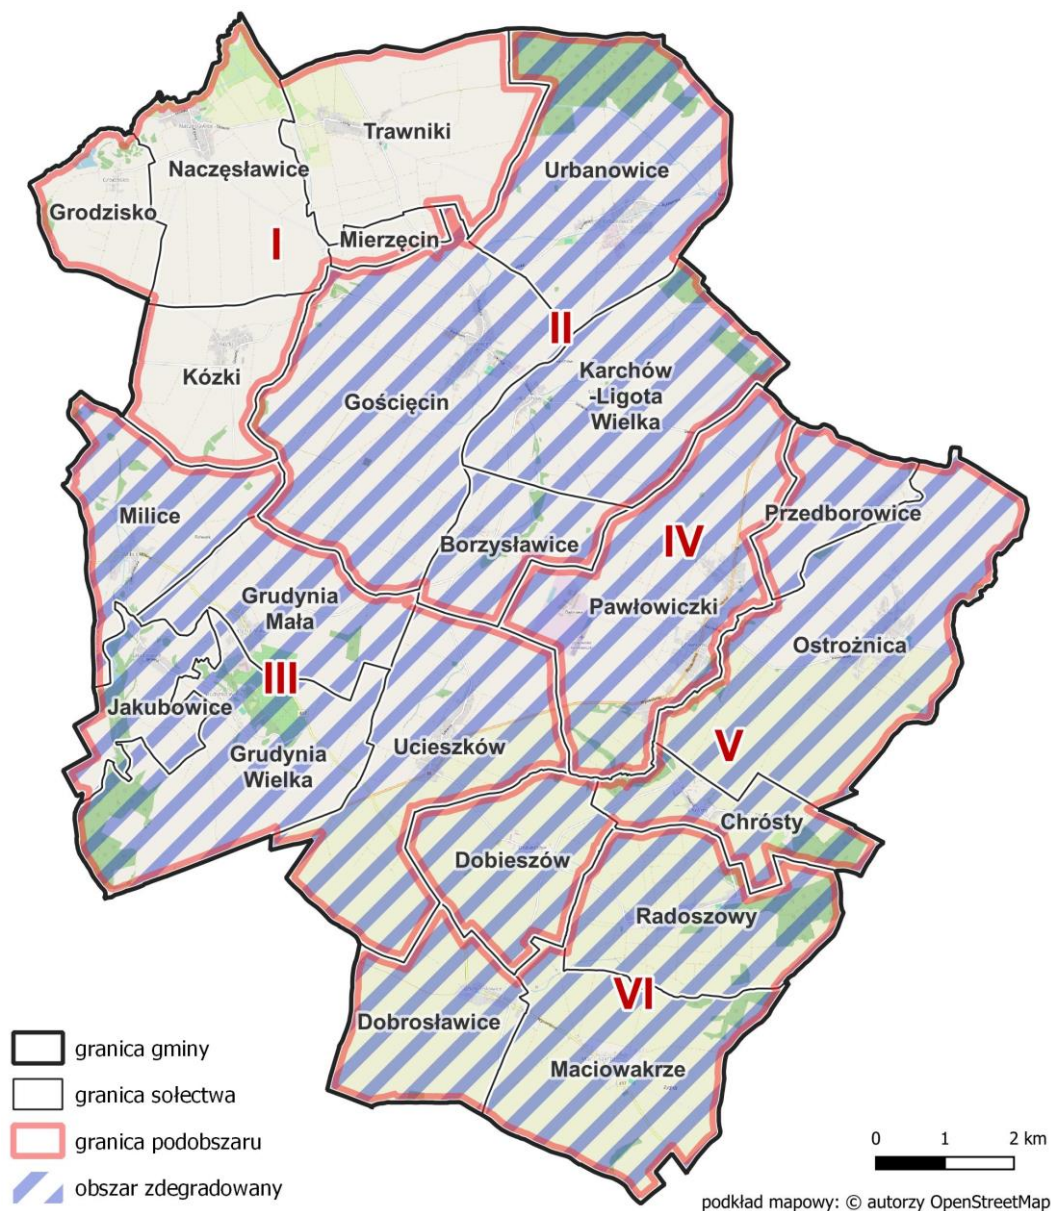 Trawniki
Naczęsławice
Urbanowice
Grodzisko
Mierzęcin
I
II
Kózki
Gościęcin
Karchów
-Ligota
Wielka
Milice
Przedborowice
Borzysławice
IV
Grudynia
Mała
Pawłowiczki
Ostrożnica
III
Jakubowice
Ucieszków
V
Grudynia
Wielka
Chrósty
Dobieszów
Radoszowy
VI
Dobrosławice
Maciowakrze
granica gminy
granica sołectwa
granica podobszaru
obszar zdegradowany
0 1 2 km
podkład mapowy: © autorzy OpenStreetMap